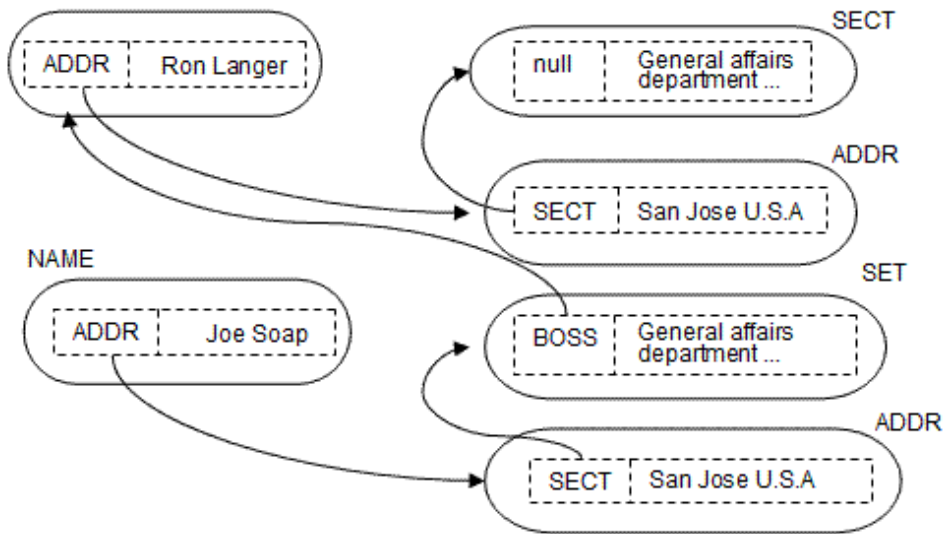 SECT
ADDR Ron Langer
null General affairs
department ...
ADDR
SECT San Jose U.S.A
NAME
SET
ADDR Joe Soap
BOSS General affairs
department ...
ADDR
SECT San Jose U.S.A